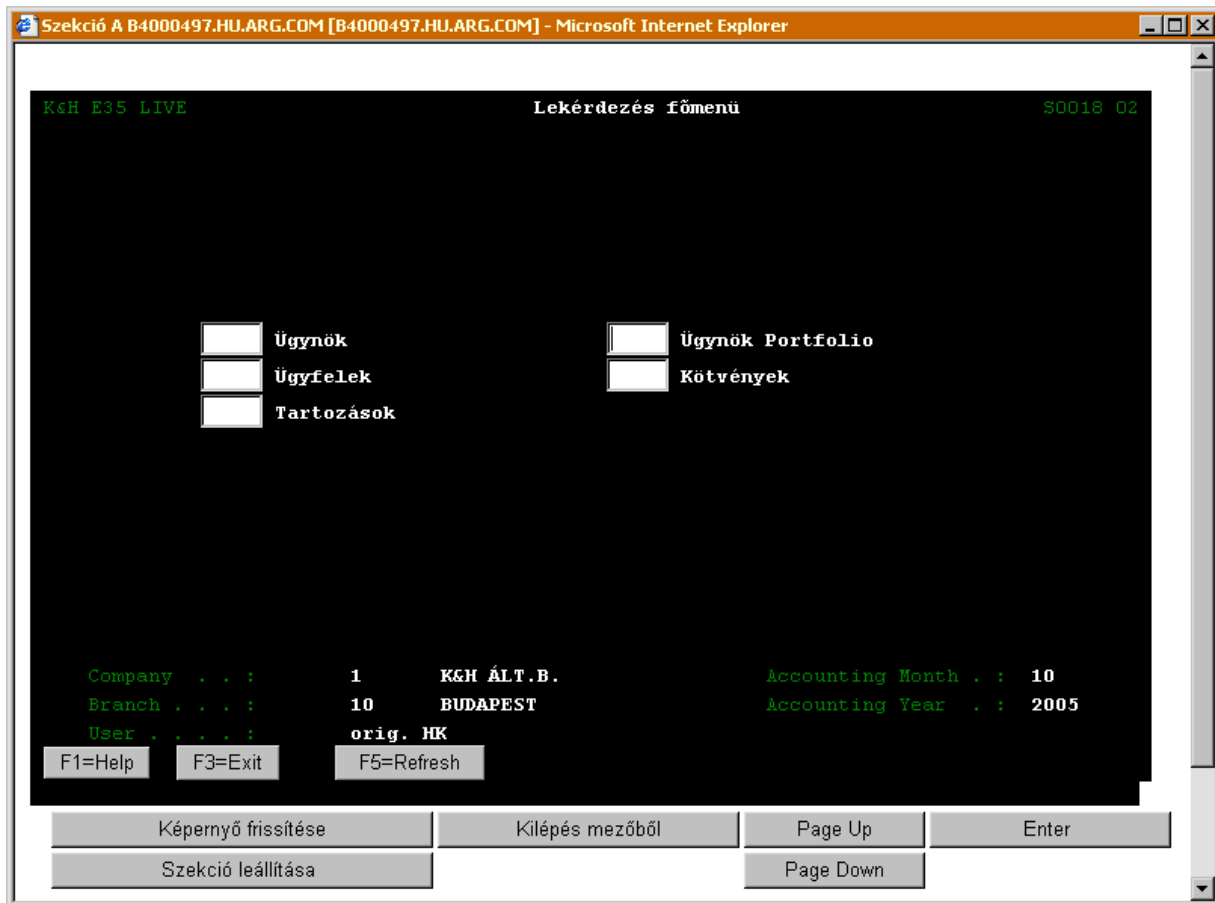 Szekció A B4000497.HU.ARG.COM [B4000497.HU.ARG.COM] - Microsoft Internet Explorer
K&H E35 LIVE Lekérdezés főmenü S0018 02
Ügynök Ügynök Portfolio
Ügyfelek Kötvények
Tartozások
Company . . : 1 K&H ÁLT.B. Accounting Month . : 10
Branch . . . : 10 BUDAPEST Accounting Year . : 2005
User . . . . : orig. HK
F1=Help F3=Exit F5=Refresh
Képernyő frissítése Kilépés mezőből Page Up Enter
Szekció leállítása Page Down